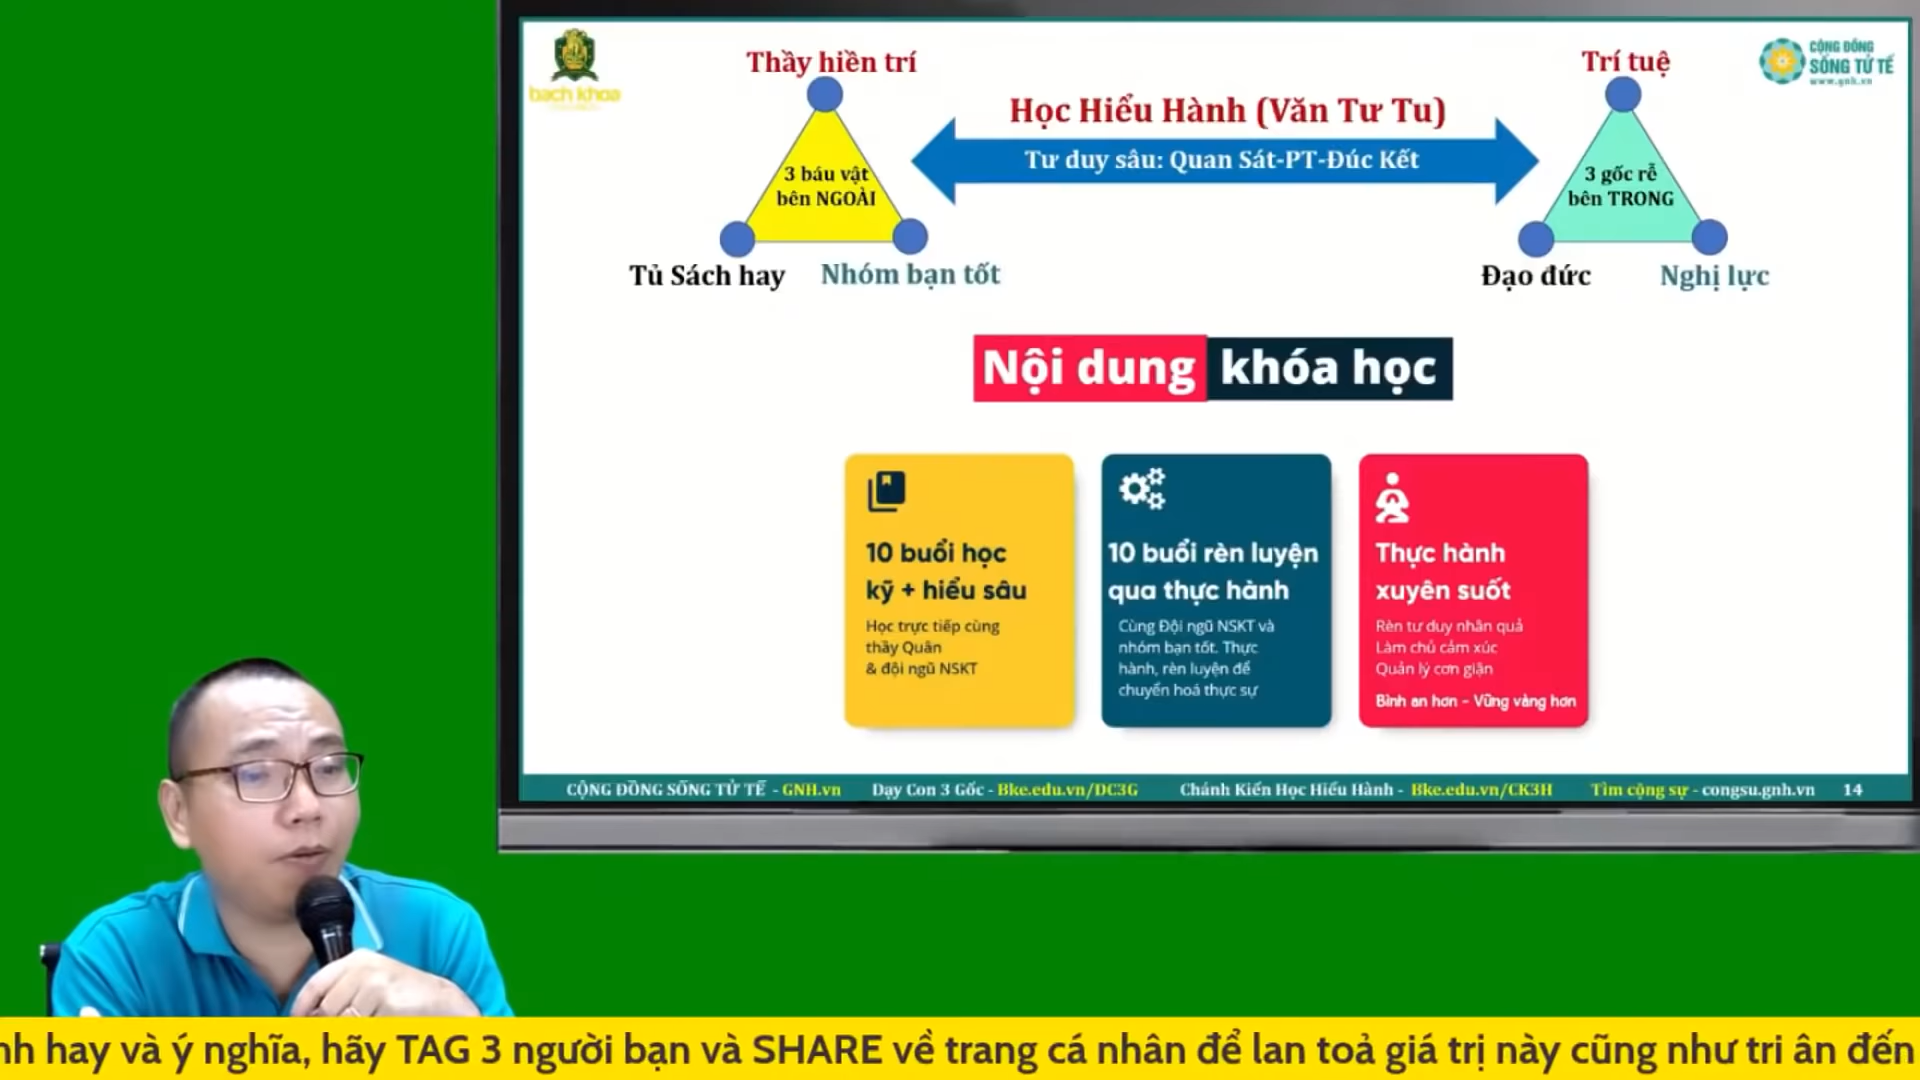 bach khoa
Thầy hiền trí
3 báu vật
bên NGOÀI
Tủ Sách hay
Nhóm bạn tốt
Học Hiểu Hành (Văn Tư Tu)
Tư duy sâu: Quan Sát-PT-Đúc Kết
Trí tuệ
3 gốc rễ
bên TRONG
Đạo đức
Nghị lực
CỘNG ĐỒNG
SỐNG TỬ TẾ
www.gnh.vn
Nội dung khóa học
10 buổi học
kỹ + hiểu sâu
Học trực tiếp cùng
thầy Quân
& đội ngũ NSKT
10 buổi rèn luyện
qua thực hành
Cùng Đội ngũ NSKT và
nhóm bạn tốt. Thực
hành, rèn luyện để
chuyển hoá thực sự
Thực hành
xuyên suốt
Rèn tư duy nhân quả
Làm chủ cảm xúc
Quản lý cơn giận
Bình an hơn - Vững vàng hơn
CỘNG ĐỒNG SỐNG TỬ TẾ - GNH.vn Dạy Con 3 Gốc - Bke.edu.vn/DC3G Chánh Kiến Học Hiểu Hành - Bke.edu.vn/CK3H Tìm cộng sự - congsu.gnh.vn 14
nh hay và ý nghĩa, hãy TAG 3 người bạn và SHARE về trang cá nhân để lan toả giá trị này cũng như tri ân đến